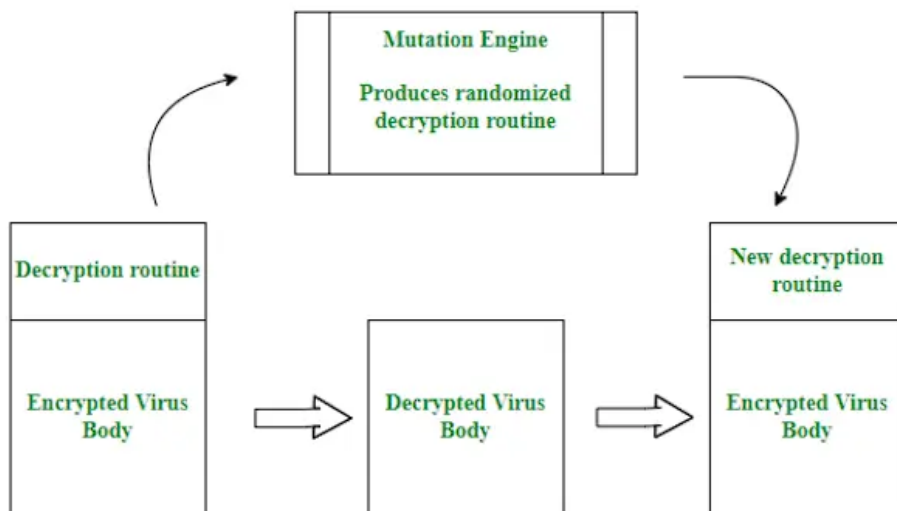 Mutation Engine
Produces randomized
decryption routine
Decryption routine
New decryption
routine
Encrypted Virus
Body
Decrypted Virus
Body
Encrypted Virus
Body